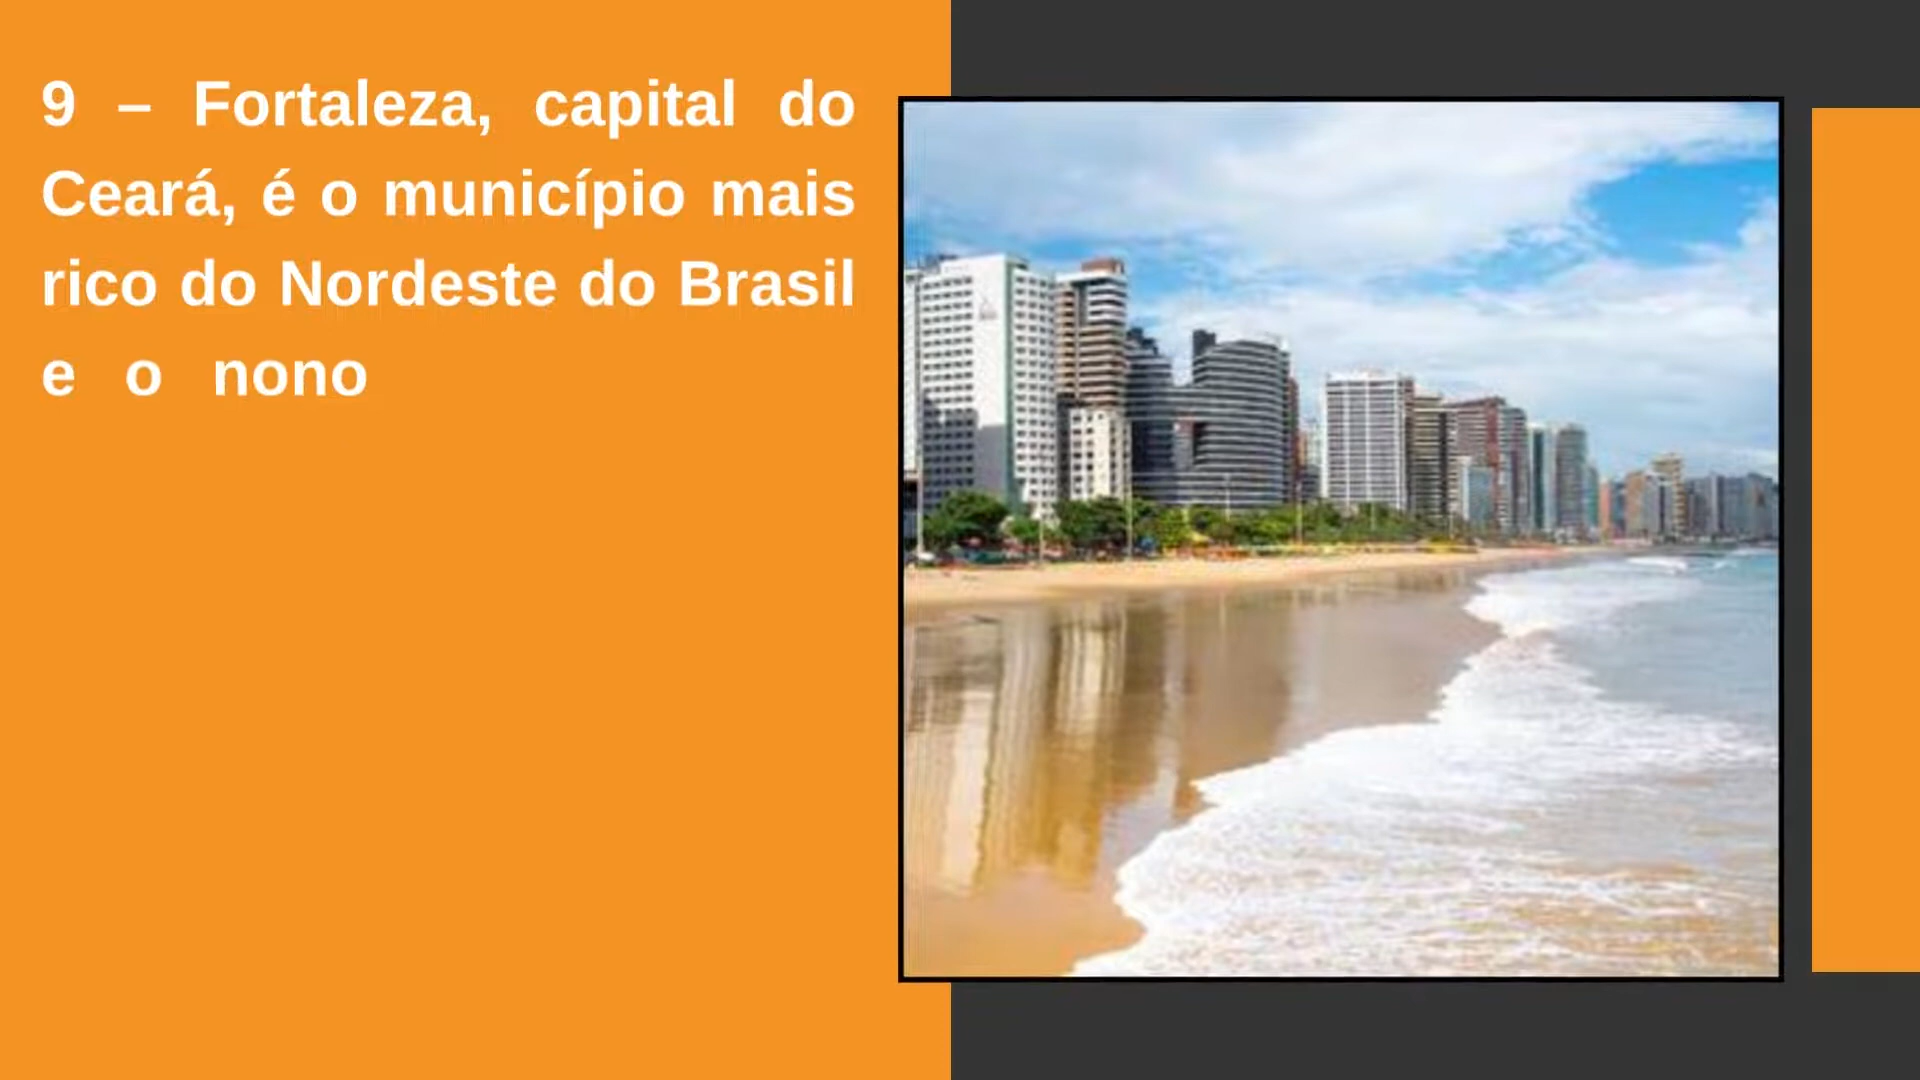 9 – Fortaleza, capital do
Ceará, é o município mais
rico do Nordeste do Brasil
e o nono